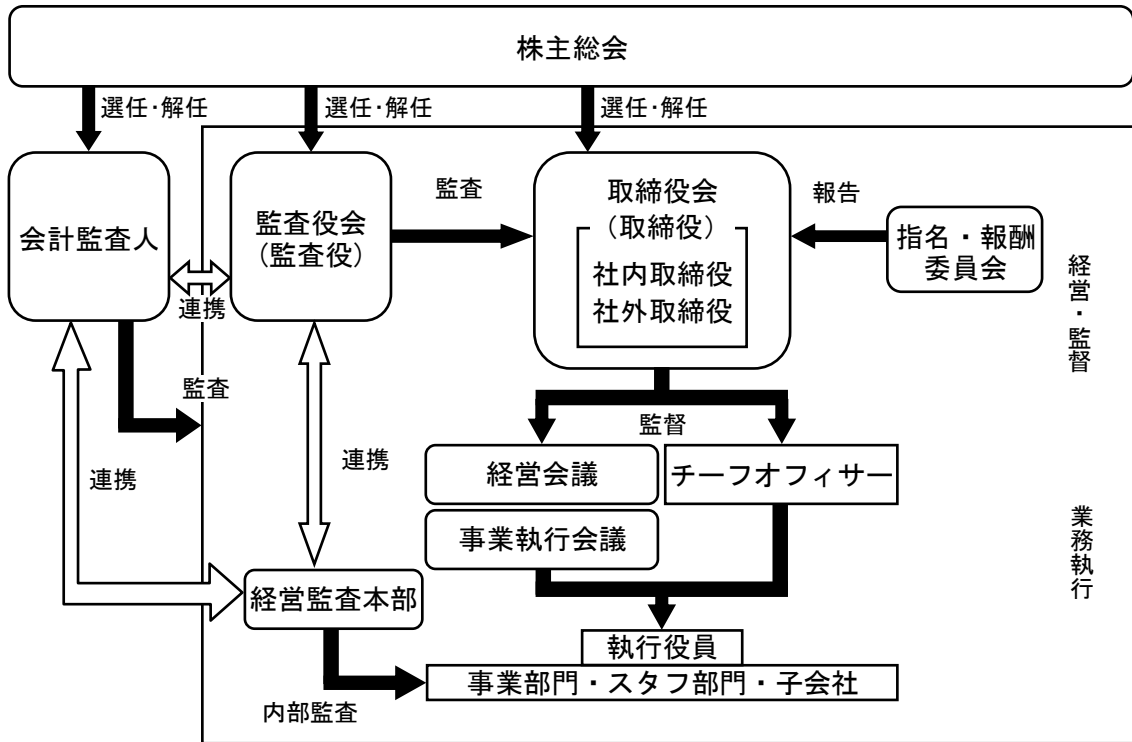 株主総会
選任・解任
選任・解任
選任・解任
会計監査人
監査役会
(監査役)
監査
取締役会
(取締役)
社内取締役
社外取締役
報告
指名・報酬
委員会
経営・監督
連携
監査
連携
連携
監督
経営会議
チーフオフィサー
事業執行会議
業務執行
経営監査本部
執行役員
事業部門・スタフ部門・子会社
内部監査